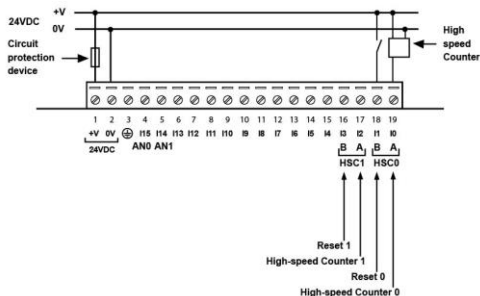 +V
24VDC
0V
Circuit
protection
device
High
speed
Counter
1 2 3 4 5 6 7 8 9 10 11 12 13 14 15 16 17 18 19
+V 0V I15 I14 I13 I12 I11 I10 I9 I8 I7 I6 I5 I4 I3 I2 I1 I0
24VDC
AN0 AN1
B A B A
HSC1 HSC0
Reset 1
High-speed Counter 1
Reset 0
High-speed Counter 0